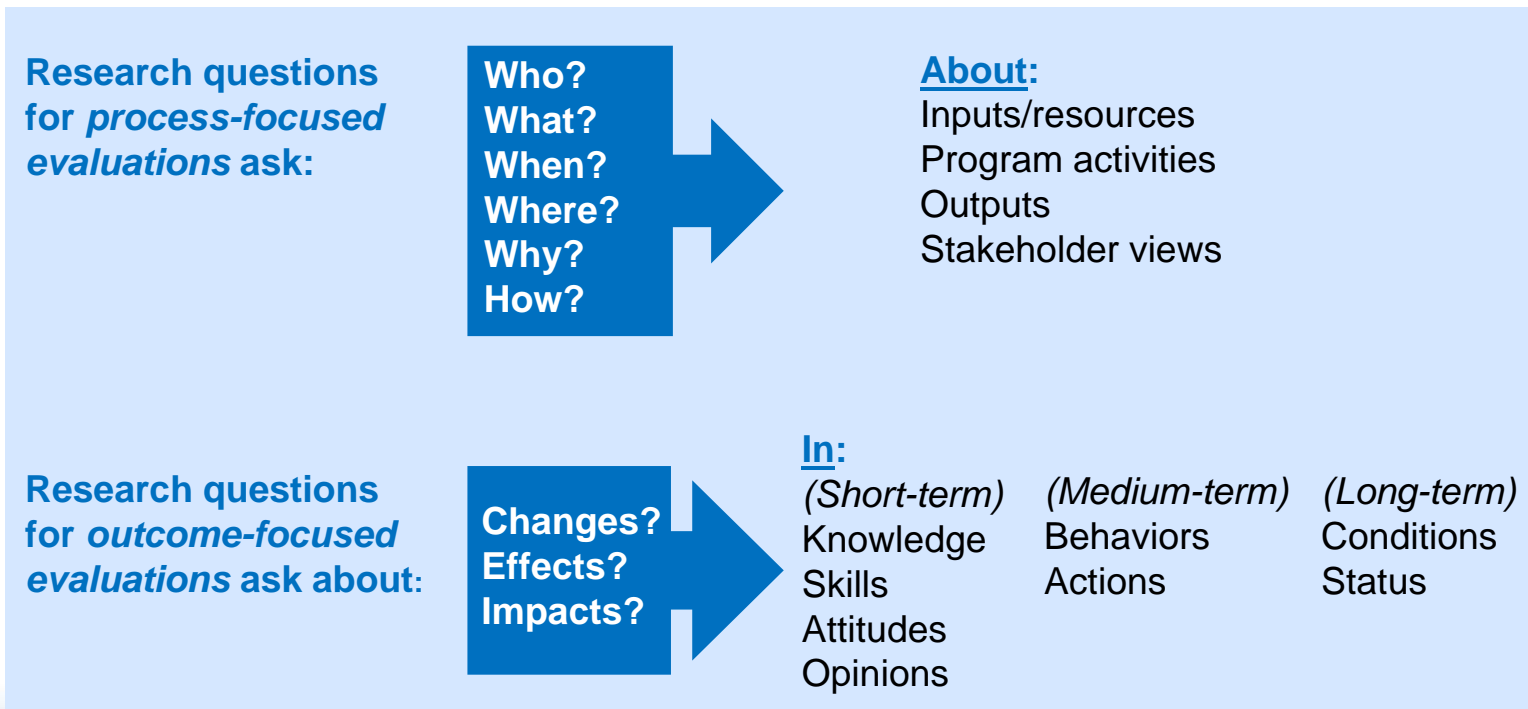 Research questions
for process-focused
evaluations ask:
Who?
What?
When?
Where?
Why?
How?
About:
Inputs/resources
Program activities
Outputs
Stakeholder views
Research questions
for outcome-focused
evaluations ask about:
Changes?
Effects?
Impacts?
In:
(Short-term)
Knowledge
Skills
Attitudes
Opinions
(Medium-term)
Behaviors
Actions
(Long-term)
Conditions
Status